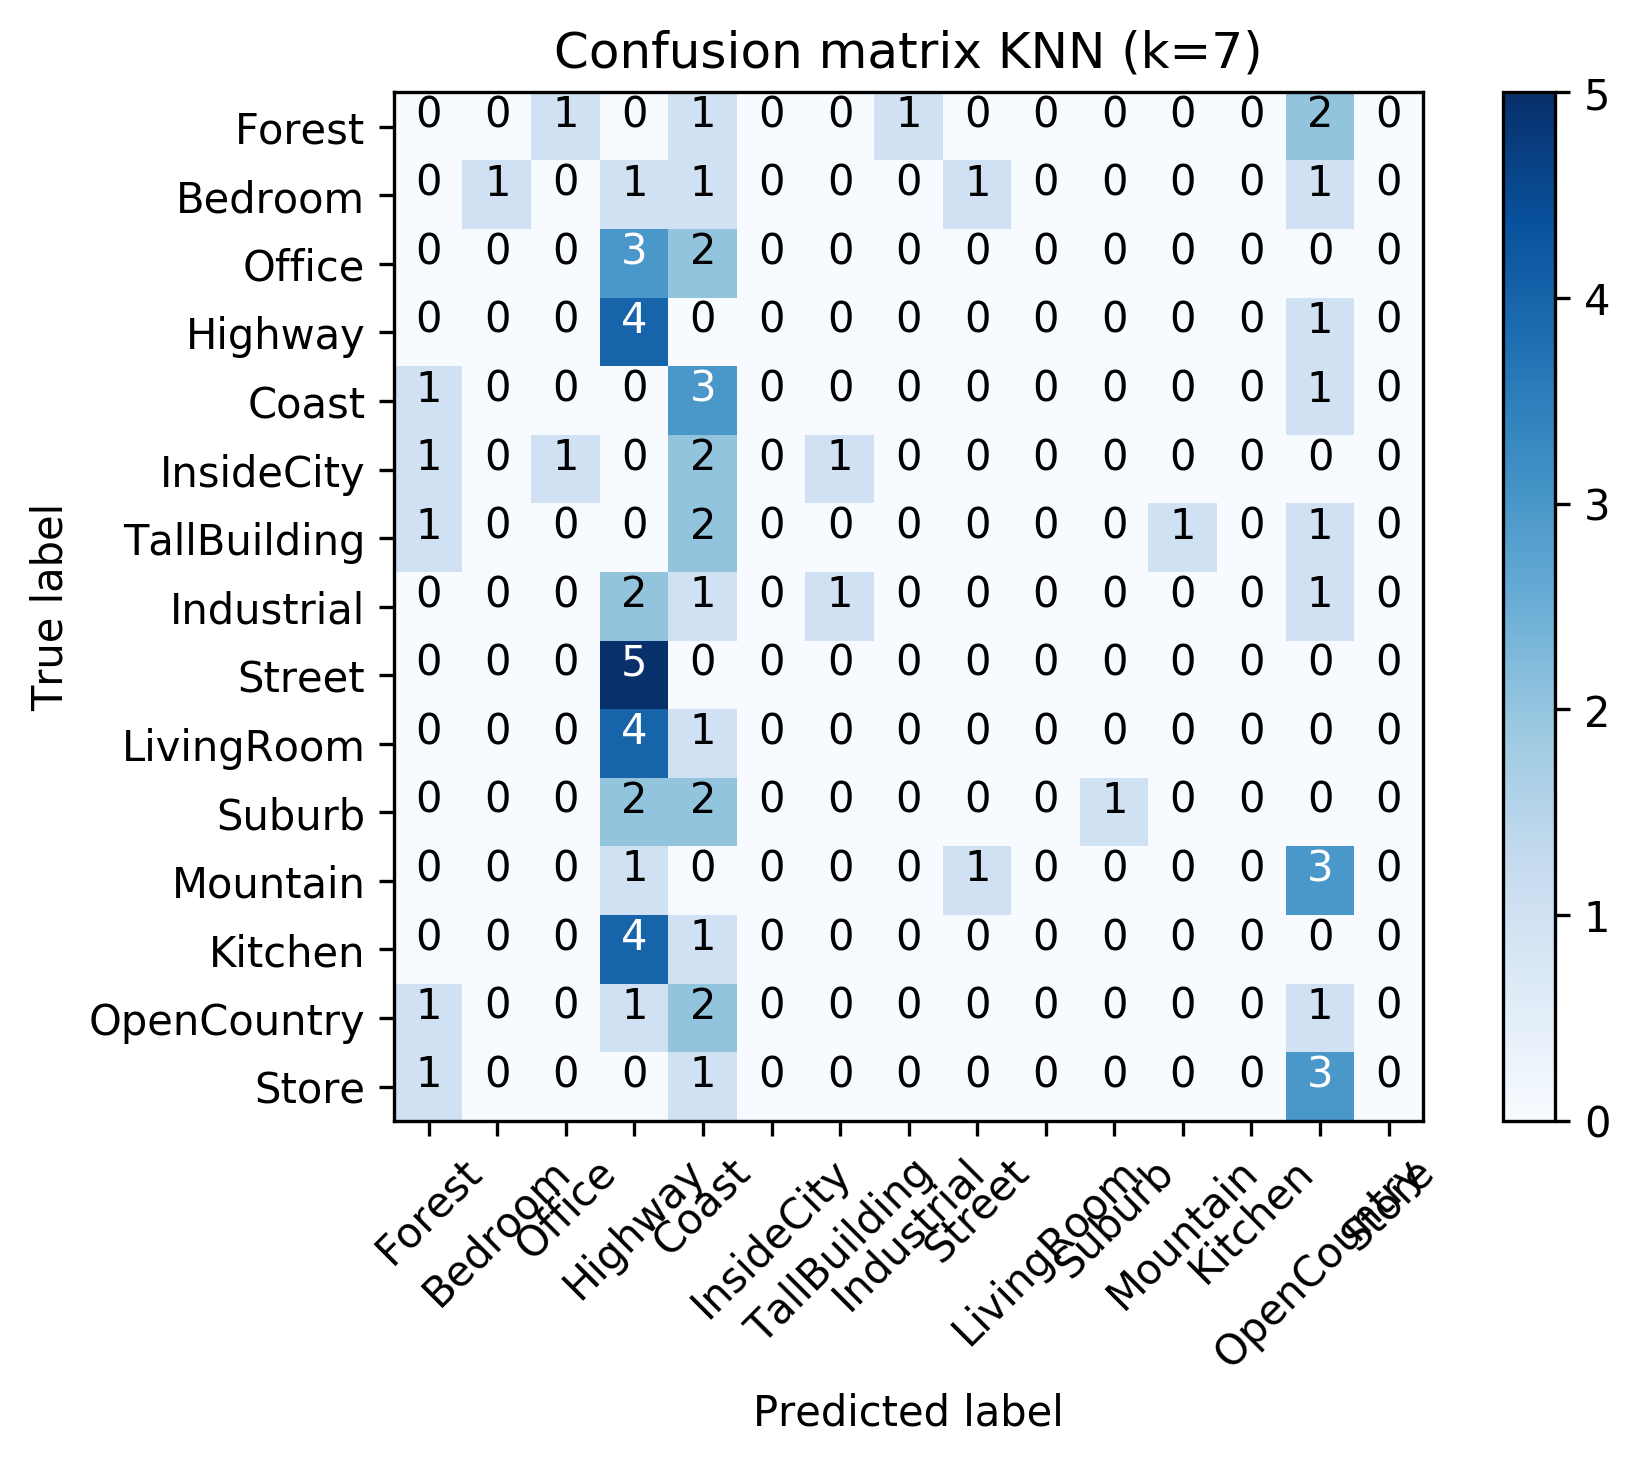 Confusion matrix KNN (k=7)
Forest 0 0 1 0 1 0 0 1 0 0 0 0 0 2 0
Bedroom 0 1 0 1 1 0 0 0 1 0 0 0 0 1 0
Office 0 0 0 3 2 0 0 0 0 0 0 0 0 0 0
Highway 0 0 0 4 0 0 0 0 0 0 0 0 0 1 0
Coast 1 0 0 0 3 0 0 0 0 0 0 0 0 1 0
InsideCity 1 0 1 0 2 0 1 0 0 0 0 0 0 0 0
TallBuilding 1 0 0 0 2 0 0 0 0 0 0 1 0 1 0
Industrial 0 0 0 2 1 0 1 0 0 0 0 0 0 1 0
Street 0 0 0 5 0 0 0 0 0 0 0 0 0 0 0
LivingRoom 0 0 0 4 1 0 0 0 0 0 0 0 0 0 0
Suburb 0 0 0 2 2 0 0 0 0 0 1 0 0 0 0
Mountain 0 0 0 1 0 0 0 0 1 0 0 0 0 3 0
Kitchen 0 0 0 4 1 0 0 0 0 0 0 0 0 0 0
OpenCountry 1 0 0 1 2 0 0 0 0 0 0 0 0 1 0
Store 1 0 0 0 1 0 0 0 0 0 0 0 0 3 0
True label
Forest
Bedroom
Office
Highway
Coast
InsideCity
TallBuilding
Industrial
Street
LivingRoom
Suburb
Mountain
Kitchen
OpenCountry
Store
Predicted label
5
4
3
2
1
0